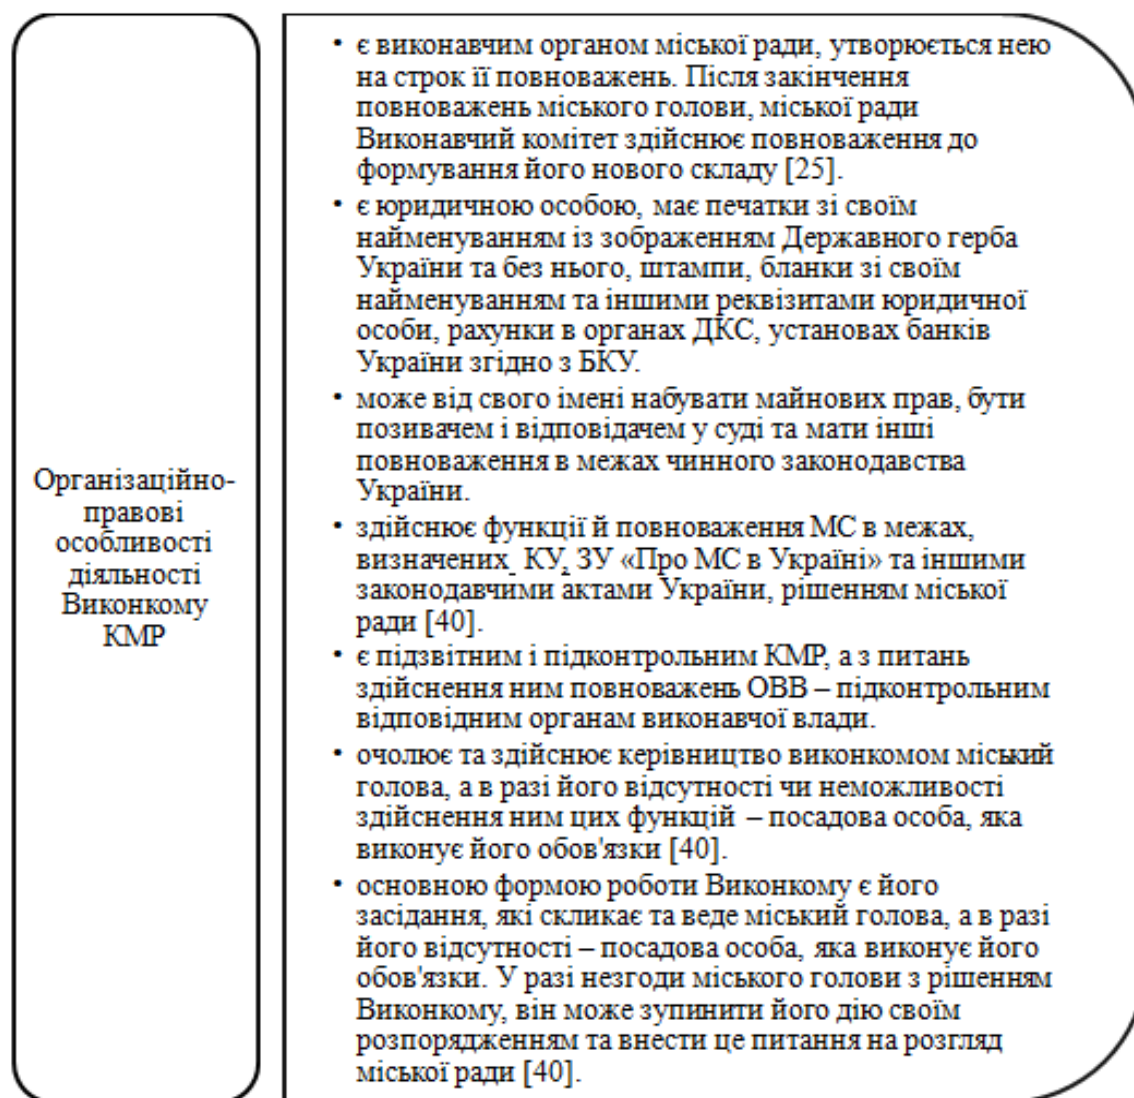 Організаційно-
правові
особливості
діяльності
Виконкому
КМР
• є виконавчим органом міської ради, утворюється нею
на строк її повноважень. Після закінчення
повноважень міського голови, міської ради
Виконавчий комітет здійснює повноваження до
формування його нового складу [25].
• є юридичною особою, має печатки зі своїм
найменуванням із зображенням Державного герба
України та без нього, штампи, бланки зі своїм
найменуванням та іншими реквізитами юридичної
особи, рахунки в органах ДКС, установах банків
України згідно з БКУ.
• може від свого імені набувати майнових прав, бути
позивачем і відповідачем у суді та мати інші
повноваження в межах чинного законодавства
України.
• здійснює функції й повноваження МС в межах,
визначених КУ, ЗУ «Про МС в Україні» та іншими
законодавчими актами України, рішенням міської
ради [40].
• є підзвітним і підконтрольним КМР, а з питань
здійснення ним повноважень ОВВ – підконтрольним
відповідним органам виконавчої влади.
• очолює та здійснює керівництво виконкомом міський
голова, а в разі його відсутності чи неможливості
здійснення ним цих функцій – посадова особа, яка
виконує його обов'язки [40].
• основною формою роботи Виконкому є його
засідання, які скликає та веде міський голова, а в разі
його відсутності – посадова особа, яка виконує його
обов'язки. У разі незгоди міського голови з рішенням
Виконкому, він може зупинити його дію своїм
розпорядженням та внести це питання на розгляд
міської ради [40].